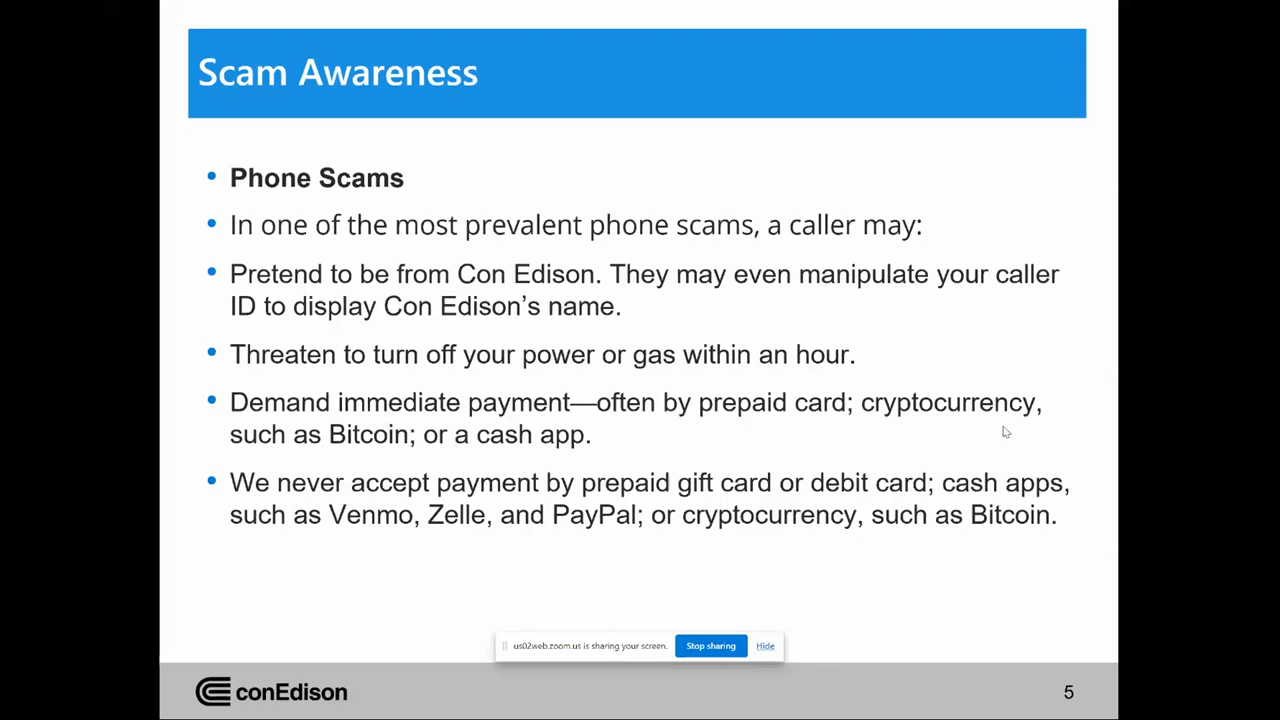 Scam Awareness
• Phone Scams
• In one of the most prevalent phone scams, a caller may:
• Pretend to be from Con Edison. They may even manipulate your caller
ID to display Con Edison’s name.
• Threaten to turn off your power or gas within an hour.
• Demand immediate payment—often by prepaid card; cryptocurrency,
such as Bitcoin; or a cash app.
• We never accept payment by prepaid gift card or debit card; cash apps,
such as Venmo, Zelle, and PayPal; or cryptocurrency, such as Bitcoin.
us02web.zoom.us is sharing your screen. Stop sharing Hide
conEdison 5